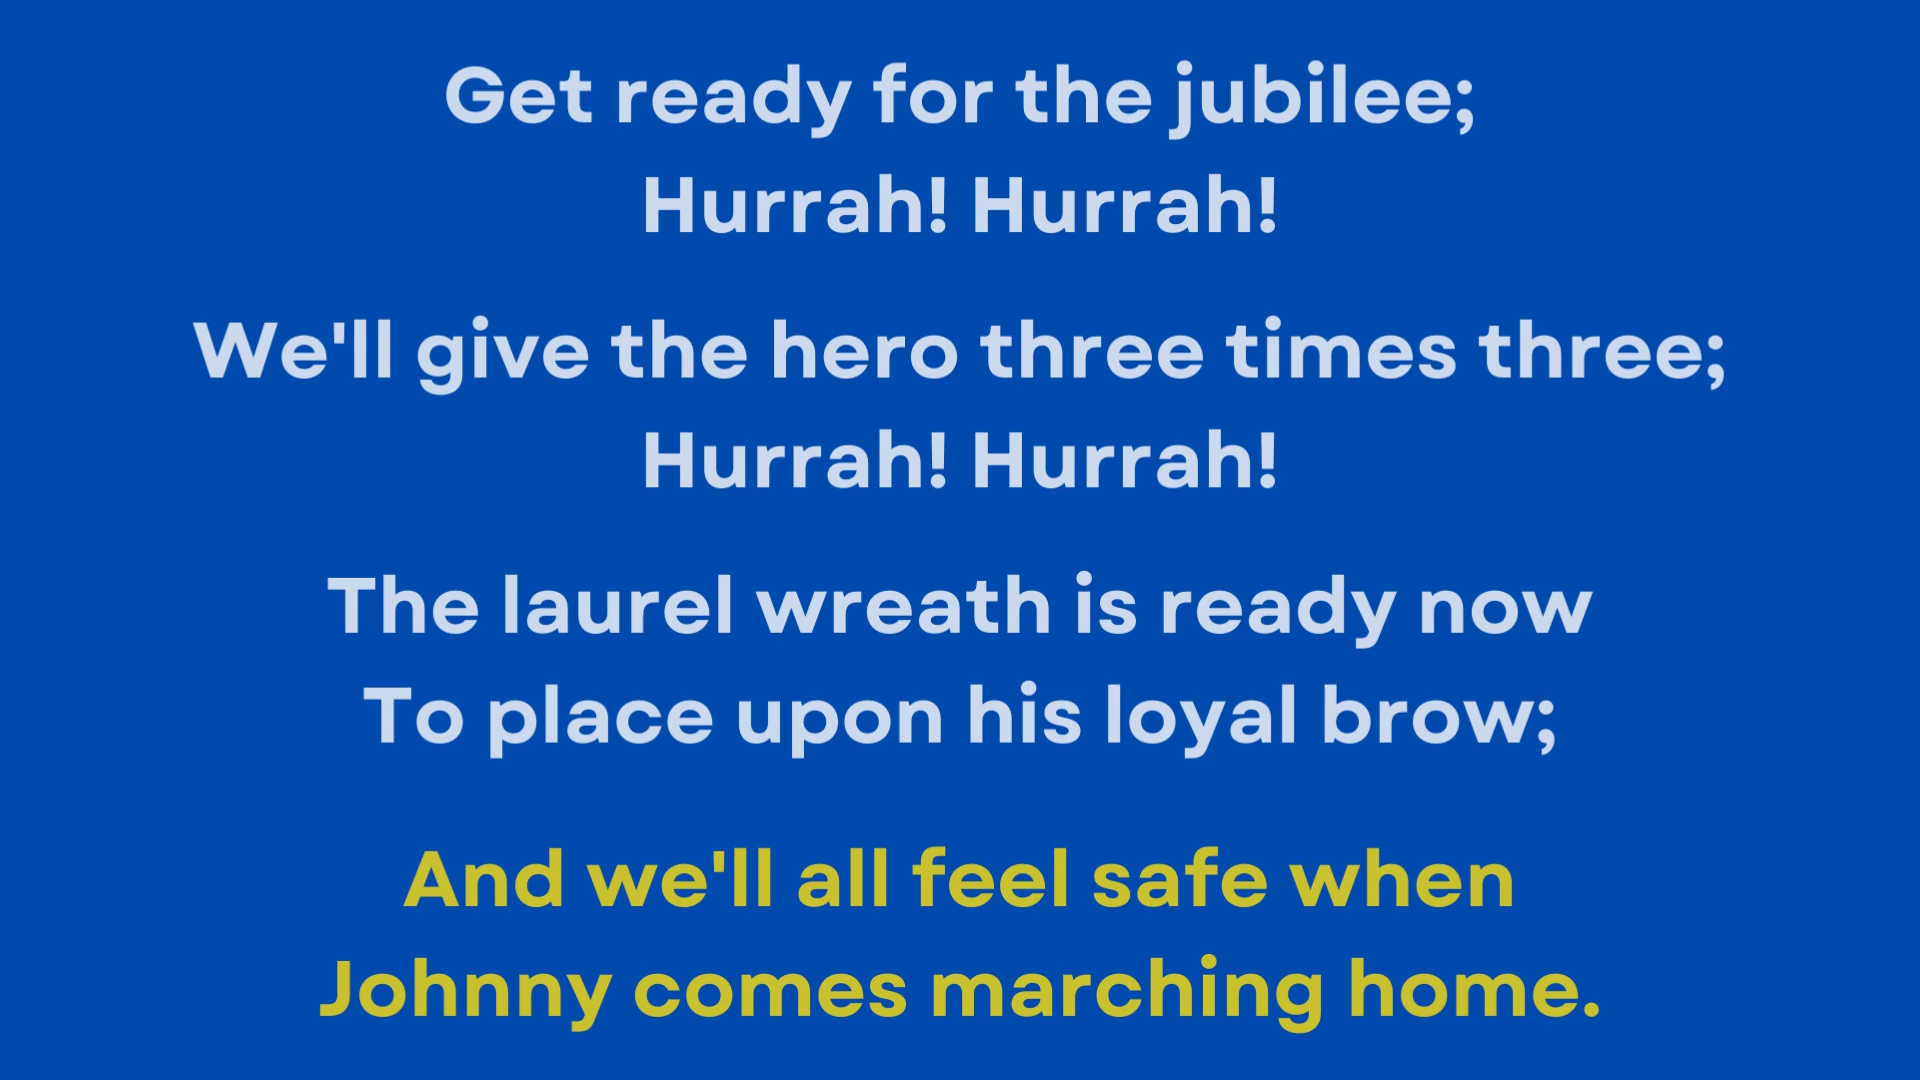 Get ready for the jubilee;
Hurrah! Hurrah!
We'll give the hero three times three;
Hurrah! Hurrah!
The laurel wreath is ready now
To place upon his loyal brow;
And we'll all feel safe when
Johnny comes marching home.